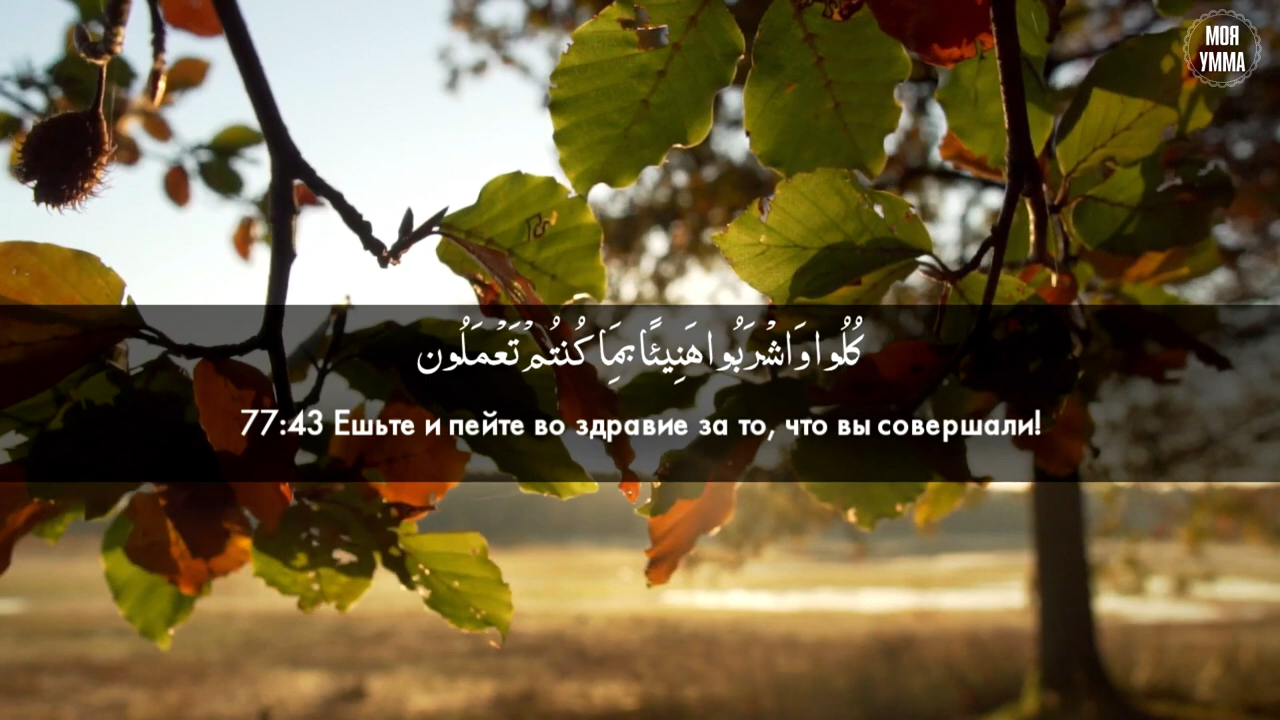 МОЯ
УММА
كُلُوا وَاشْرَبُوا هَنِيئًا بِمَا كُنتُمْ تَعْمَلُونَ
77:43 Ешьте и пейте во здравие за то, что вы совершали!